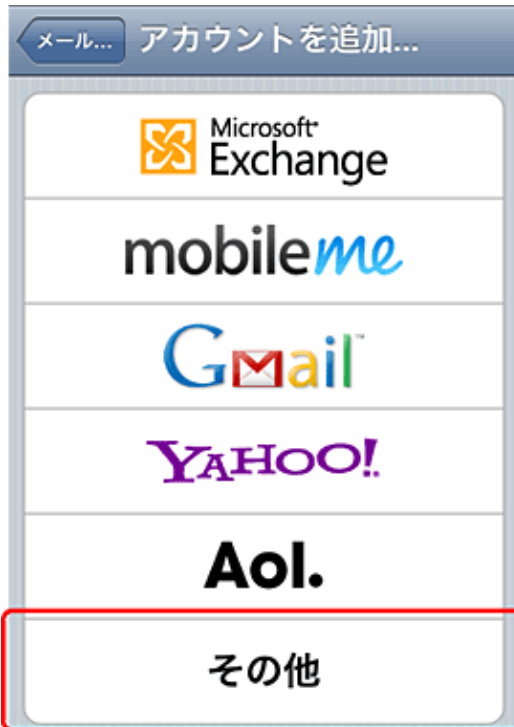 メール... アカウントを追加...
Microsoft
Exchange
mobileme
Gmail
YAHOO!
Aol.
その他